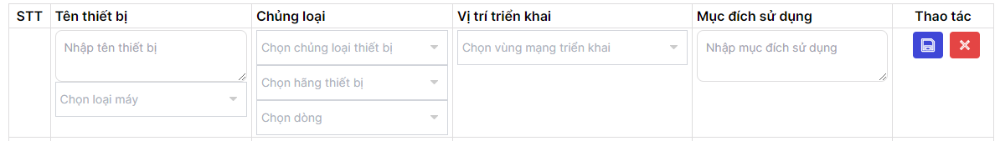 STT Tên thiết bị Chủng loại Vị trí triển khai Mục đích sử dụng Thao tác
Nhập tên thiết bị Chọn chủng loại thiết bị Chọn vùng mạng triển khai Nhập mục đích sử dụng
Chọn hãng thiết bị
Chọn loại máy
Chọn dòng